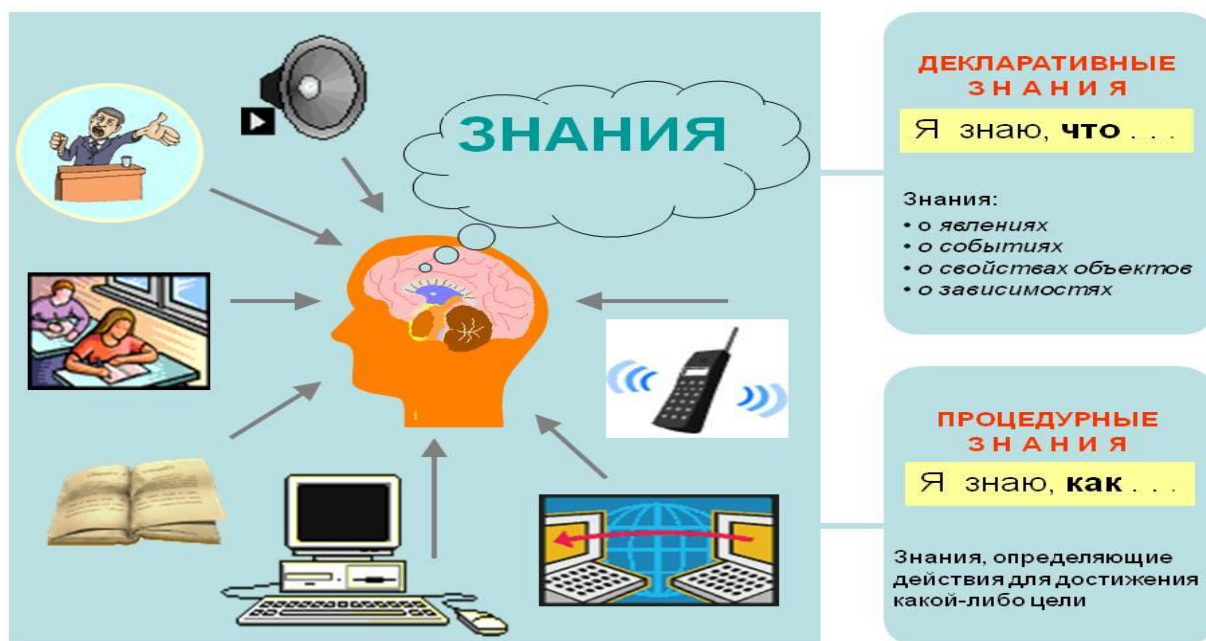 ЗНАНИЯ
ДЕКЛАРАТИВНЫЕ
ЗНАНИЯ
Я знаю, что . . .
Знания:
• о явлениях
• о событиях
• о свойствах объектов
• о зависимостях
ПРОЦЕДУРНЫЕ
ЗНАНИЯ
Я знаю, как . . .
Знания, определяющие
действия для достижения
какой-либо цели